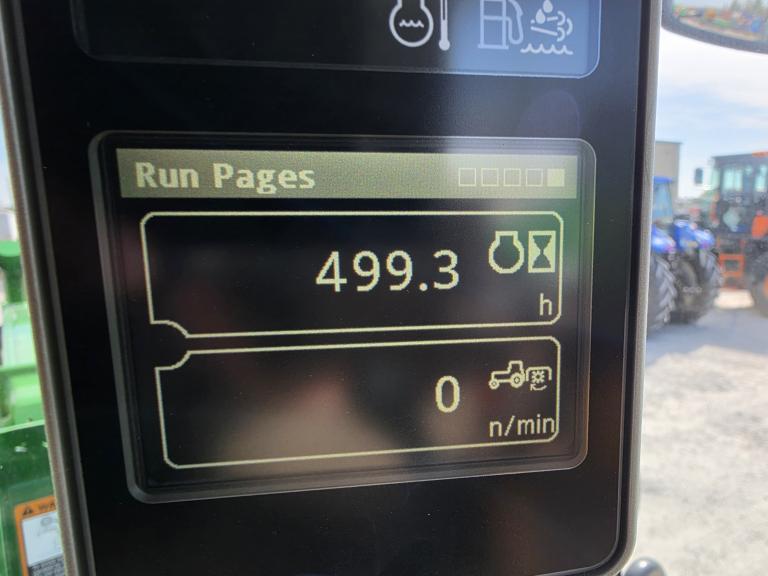 Run Pages
499.3
h
0
n/min